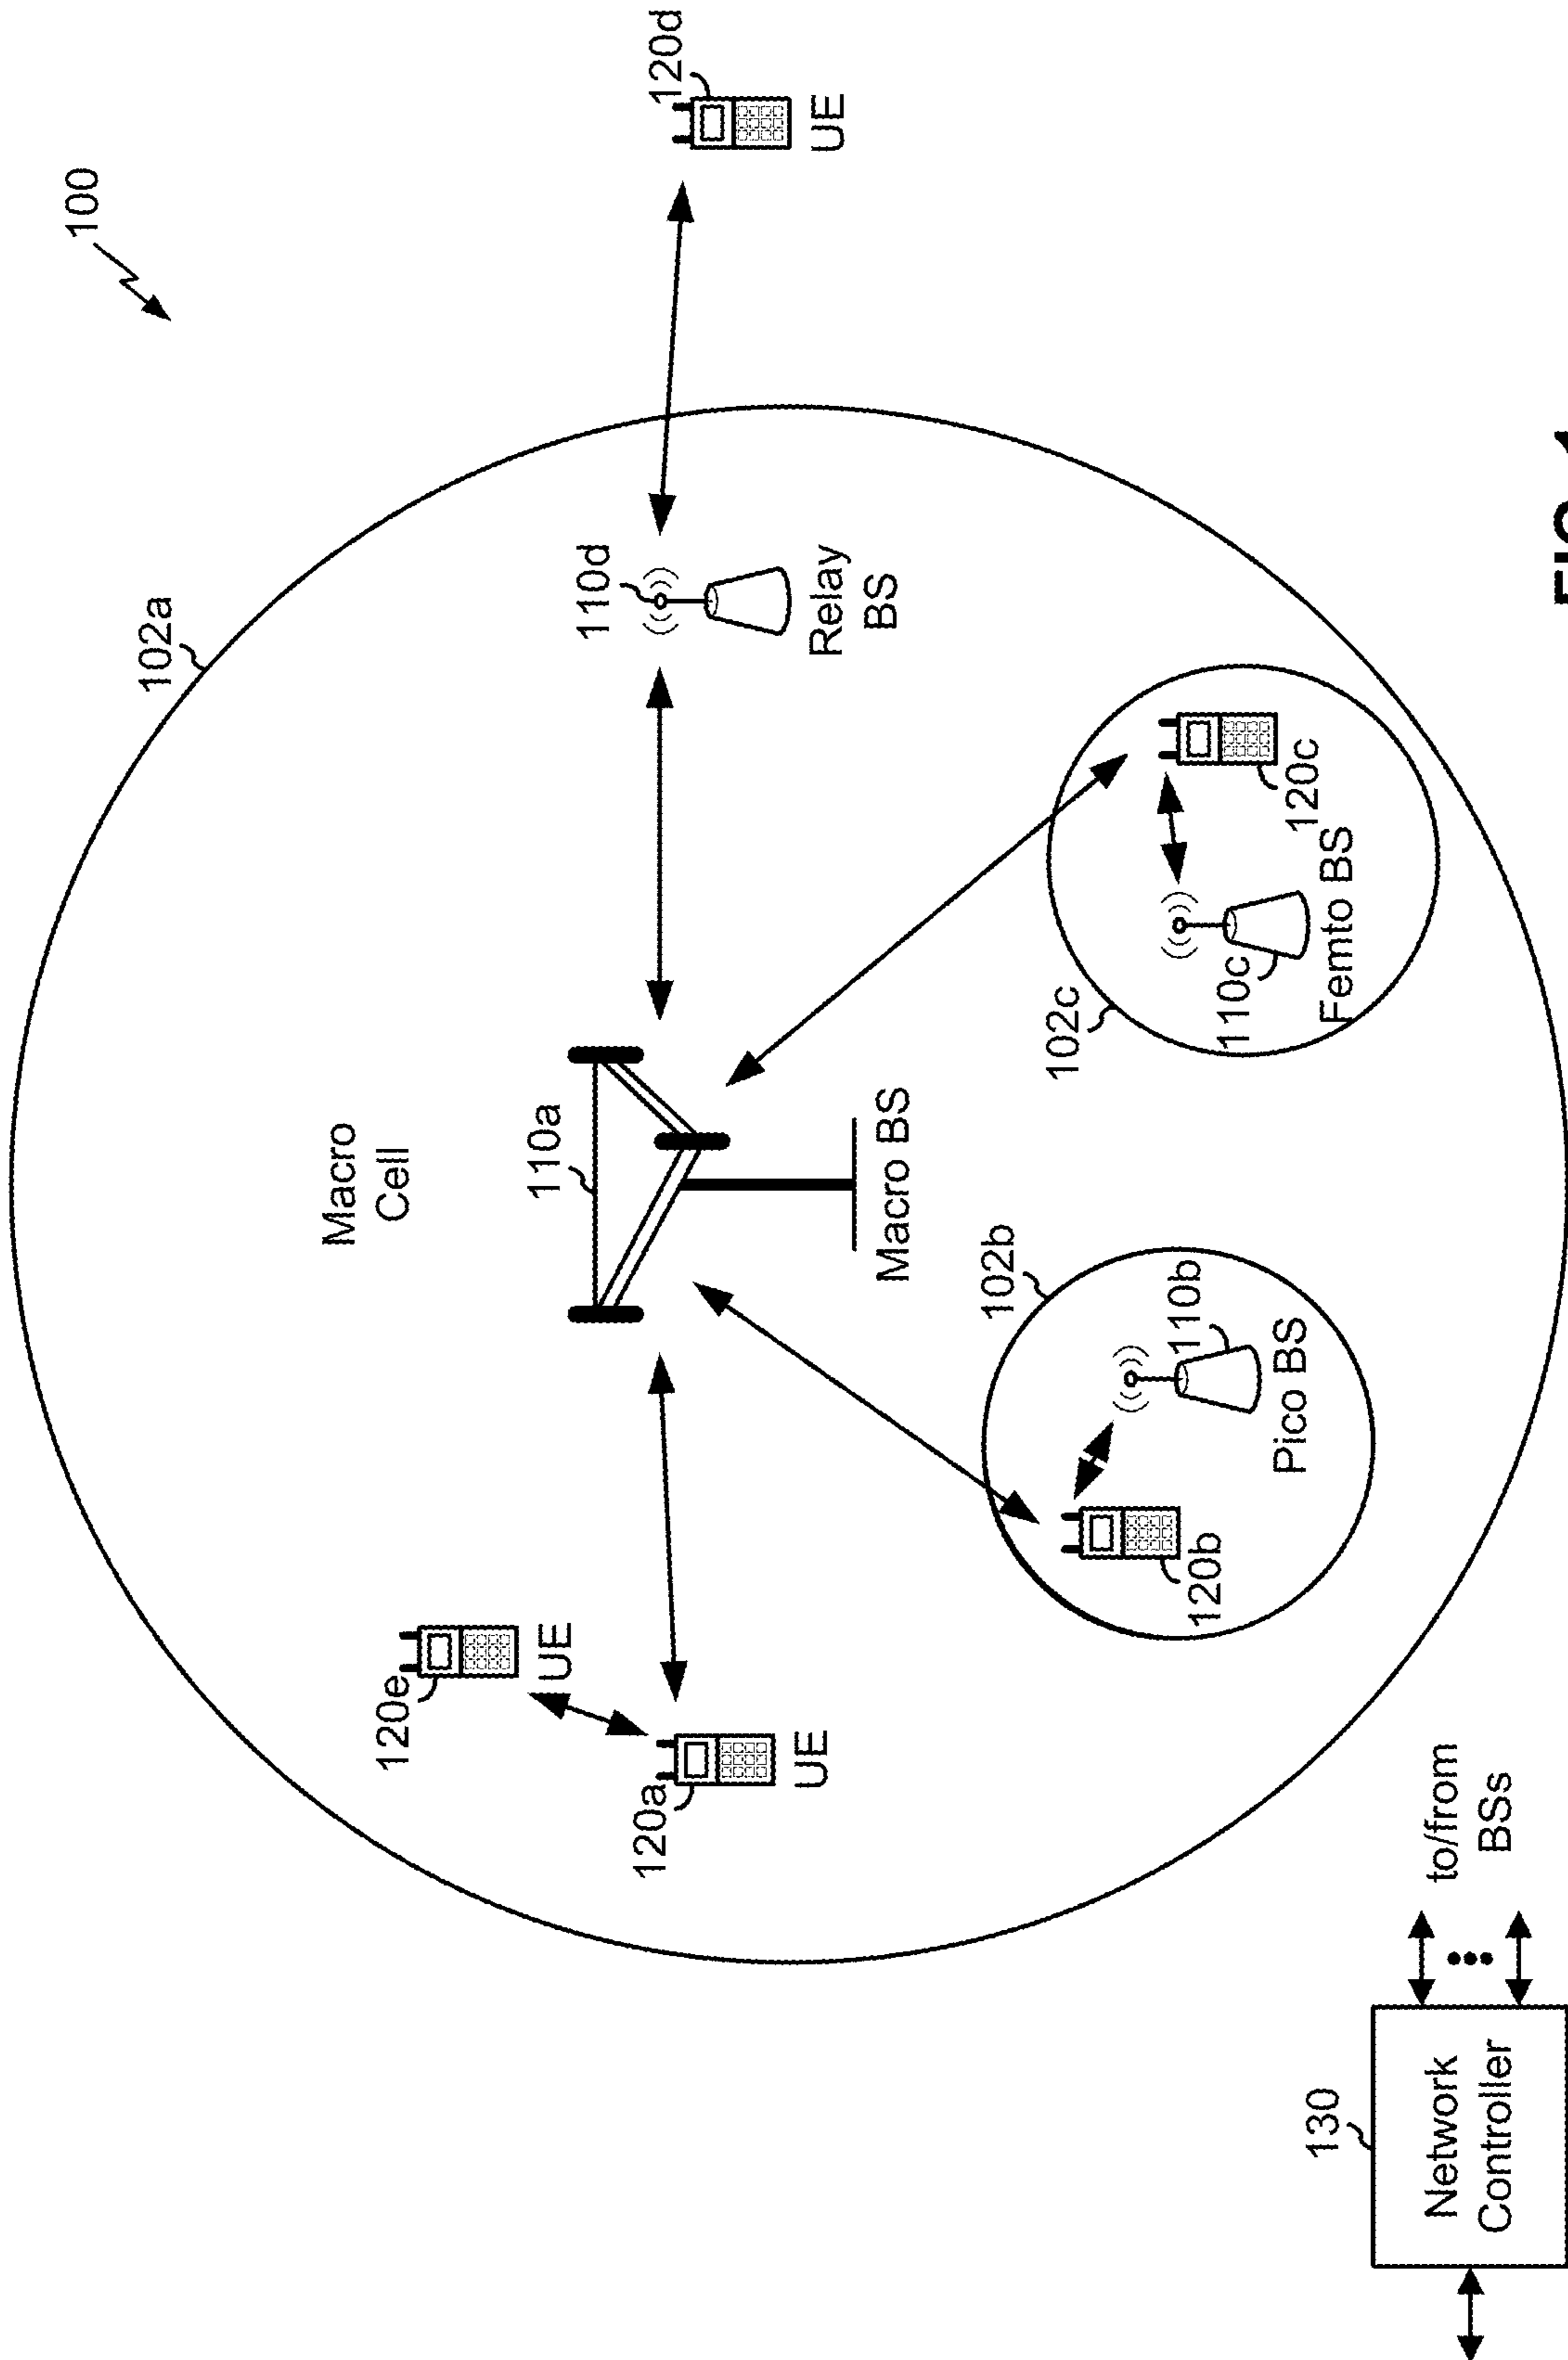 100
102a
Macro
Cell
120e
UE
120a
UE
110a
Macro BS
110d
Relay
BS
120d
UE
102b
120b
110b
Pico BS
102c
110c
Femto BS
120c
130
Network
Controller
to/from
BSs